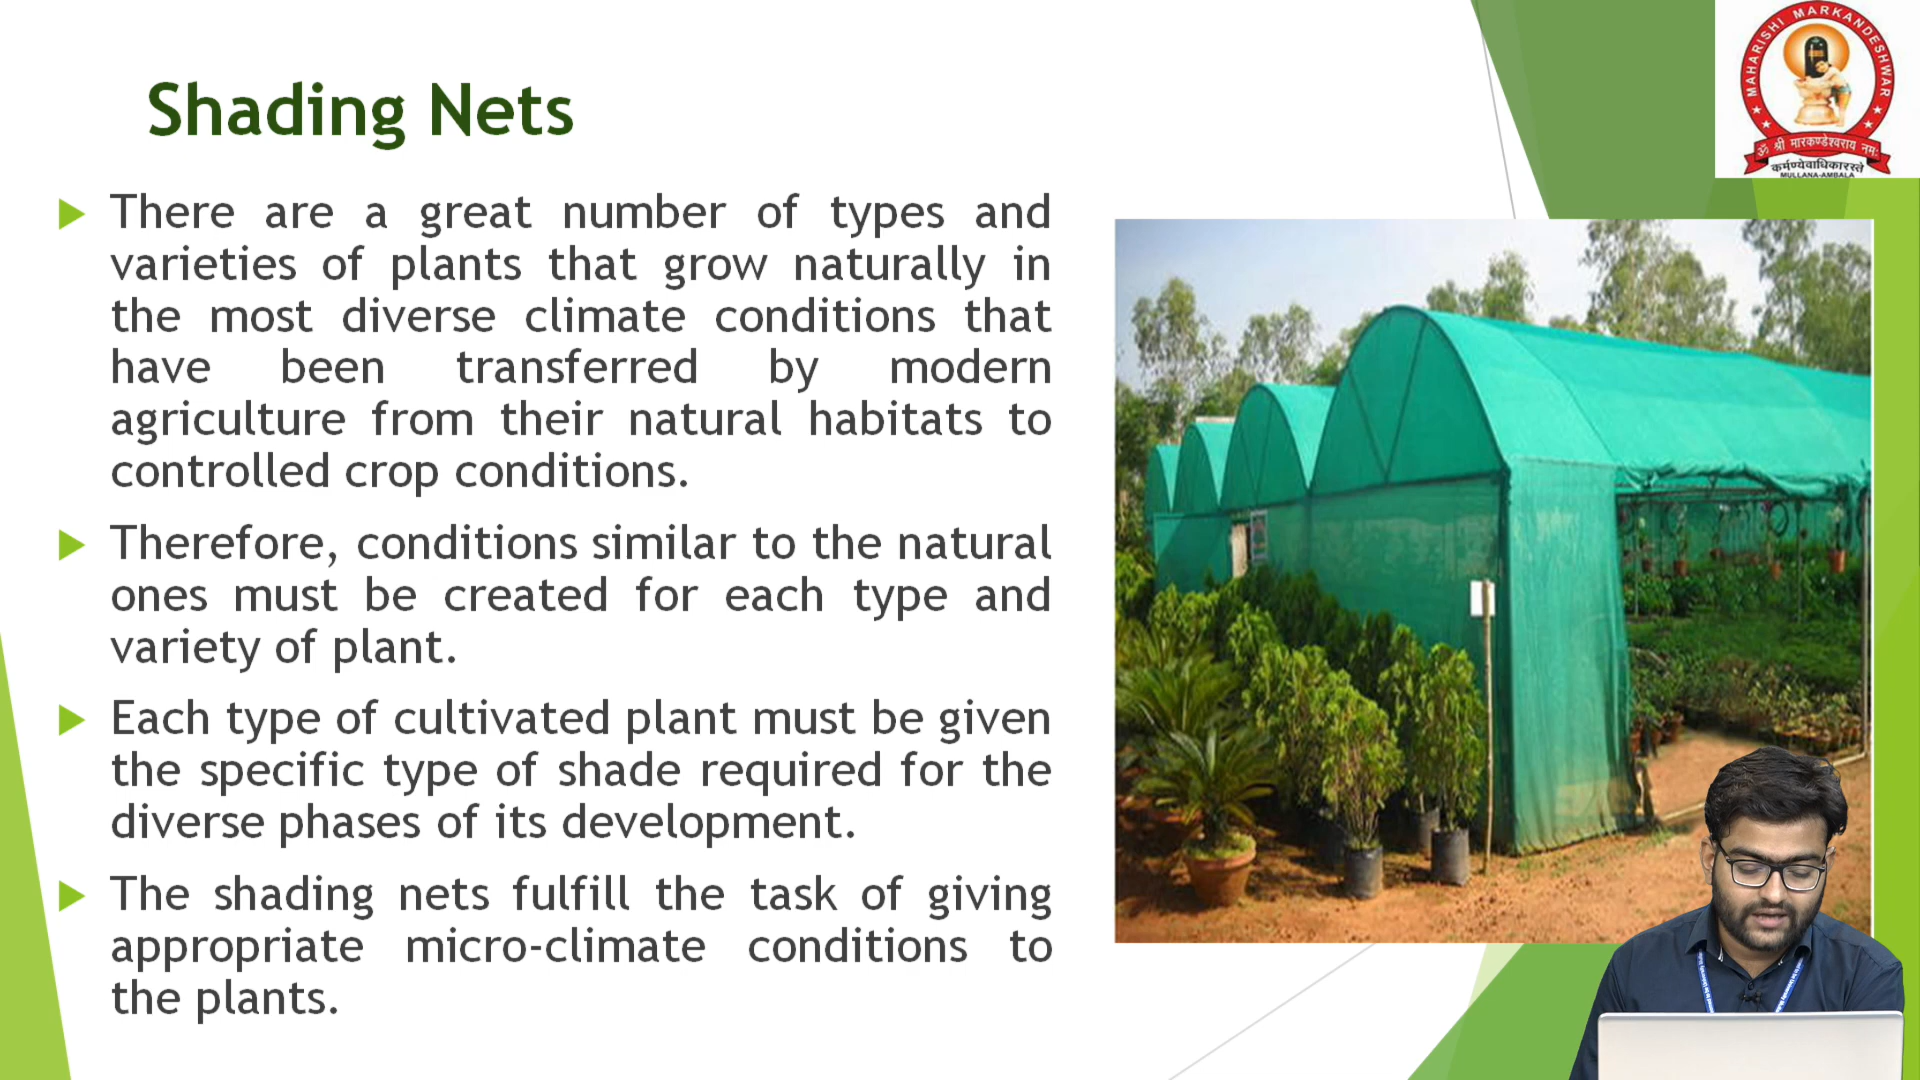 Shading Nets
There are a great number of types and
varieties of plants that grow naturally in
the most diverse climate conditions that
have been transferred by modern
agriculture from their natural habitats to
controlled crop conditions.
Therefore, conditions similar to the natural
ones must be created for each type and
variety of plant.
Each type of cultivated plant must be given
the specific type of shade required for the
diverse phases of its development.
The shading nets fulfill the task of giving
appropriate micro-climate conditions to
the plants.
MAHARISHI MARKANDESHWAR
ॐ श्री मारकण्डेश्वराय नमः
कर्मण्येवाधिकारस्ते
MULLANA-AMBALA